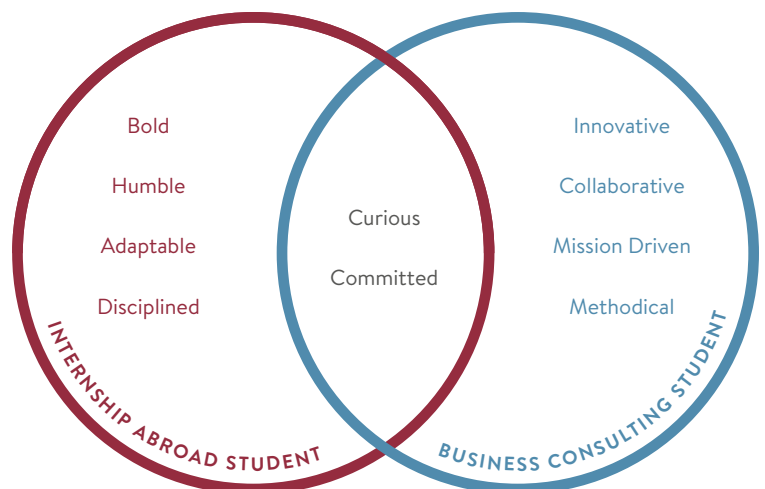 Bold
Humble
Adaptable
Disciplined
INTERNSHIP ABROAD STUDENT
Curious
Committed
Innovative
Collaborative
Mission Driven
Methodical
BUSINESS CONSULTING STUDENT